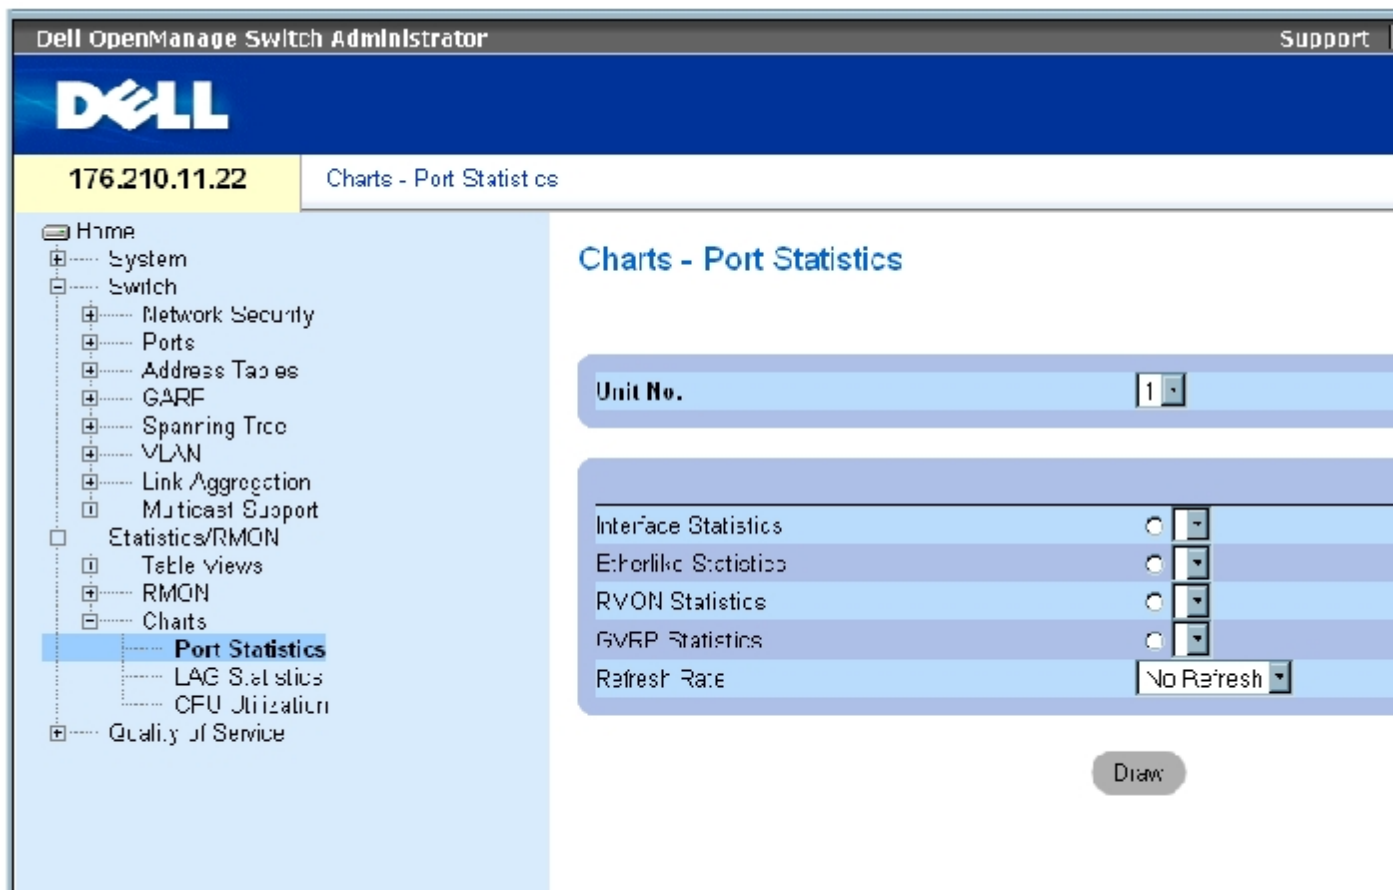 Dell OpenManage Switch Administrator
Support
DELL
176.210.11.22
Charts - Port Statistics
Home
System
Switch
Network Security
Ports
Address Tables
GARP
Spanning Tree
VLAN
Link Aggregation
Multicast Support
Statistics/RMON
Table Views
RMON
Charts
Port Statistics
LAG Statistics
CPU Utilization
Quality of Service
Charts - Port Statistics
Unit No. 1
Interface Statistics
Etherlike Statistics
RMON Statistics
GVRP Statistics
Refresh Rate No Refresh
Draw